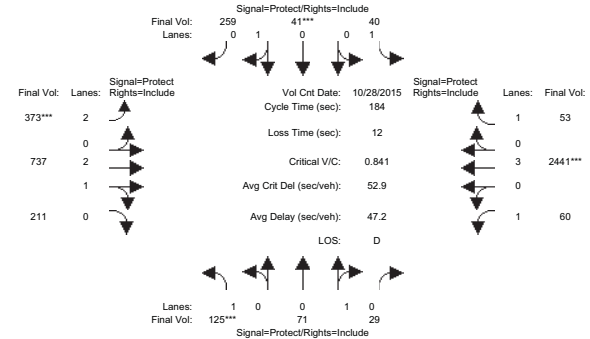 Signal=Protect/Rights=Include
Final Vol: 259 41*** 40
Lanes: 0 1 0 0 1
Signal=Protect Signal=Protect
Final Vol: Lanes: Rights=Include Vol Cnt Date: 10/28/2015 Rights=Include Lanes: Final Vol:
Cycle Time (sec): 184
373*** 2 1 53
Loss Time (sec): 12
0 0
737 2 Critical V/C: 0.841 3 2441***
1 Avg Crit Del (sec/veh): 52.9 0
211 0 Avg Delay (sec/veh): 47.2 1 60
LOS: D
Lanes: 1 0 0 1 0
Final Vol: 125*** 71 29
Signal=Protect/Rights=Include